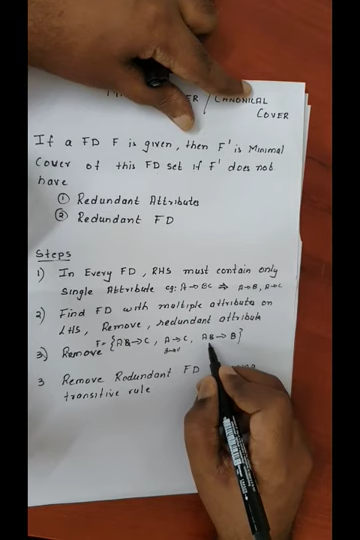 CANONICAL
COVER
If a FD F is given, then F' is Minimal
Cover of this FD set if F' does not
have
① Redundant Attributes
② Redundant FD
Steps
1) In Every FD, RHS must contain only
Single Attribute eg: A→BC ⇒ A→B, A→C
2) Find FD with multiple attributes on
LHS, Remove, redundant attribute
F= {AB→C, A→C, AB→B}
3) Remove
3 Remove Redundant FD
transitive rule